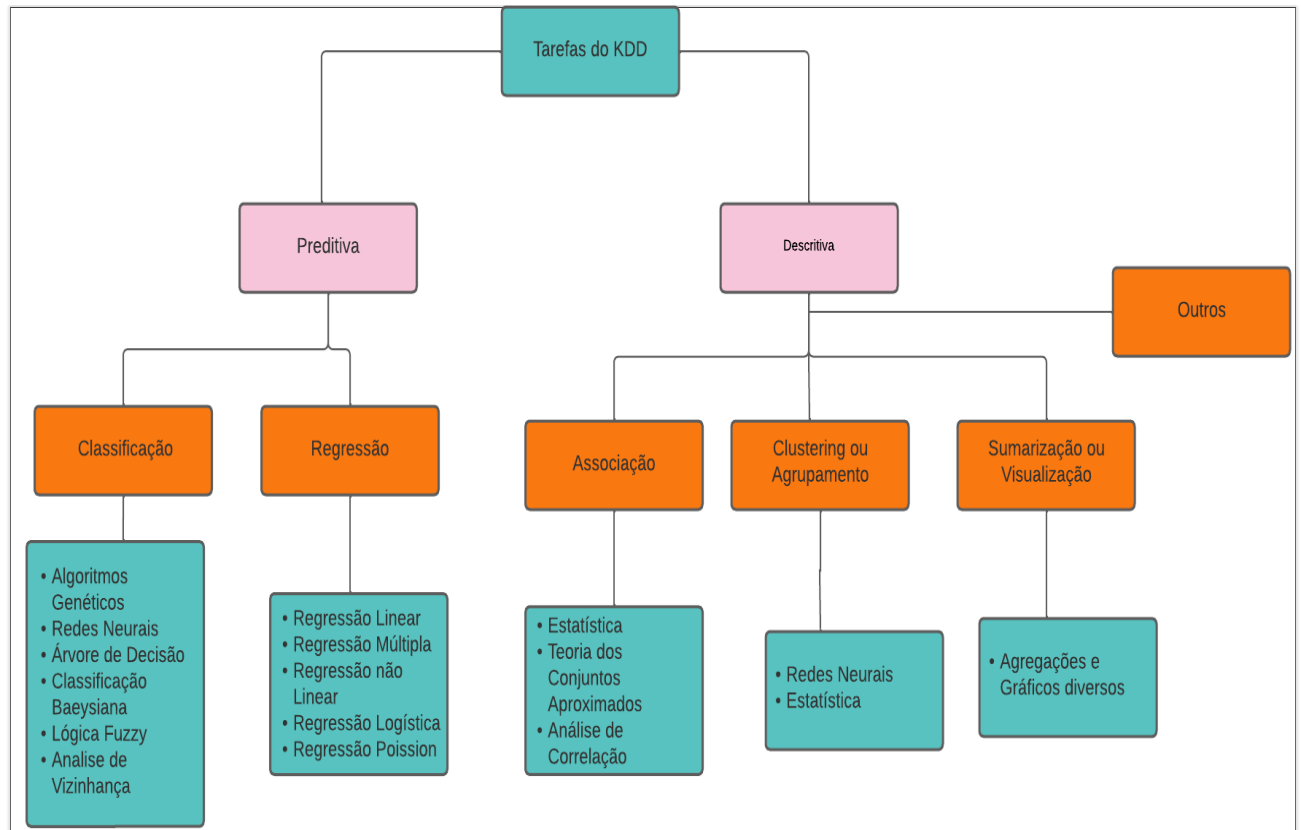 Tarefas do KDD
Preditiva
Descritiva
Outros
Classificação
Regressão
Associação
Clustering ou
Agrupamento
Sumarização ou
Visualização
• Algoritmos
Genéticos
• Redes Neurais
• Árvore de Decisão
• Classificação
Baeysiana
• Lógica Fuzzy
• Analise de
Vizinhança
• Regressão Linear
• Regressão Múltipla
• Regressão não
Linear
• Regressão Logística
• Regressão Poission
• Estatística
• Teoria dos
Conjuntos
Aproximados
• Análise de
Correlação
• Redes Neurais
• Estatística
• Agregações e
Gráficos diversos